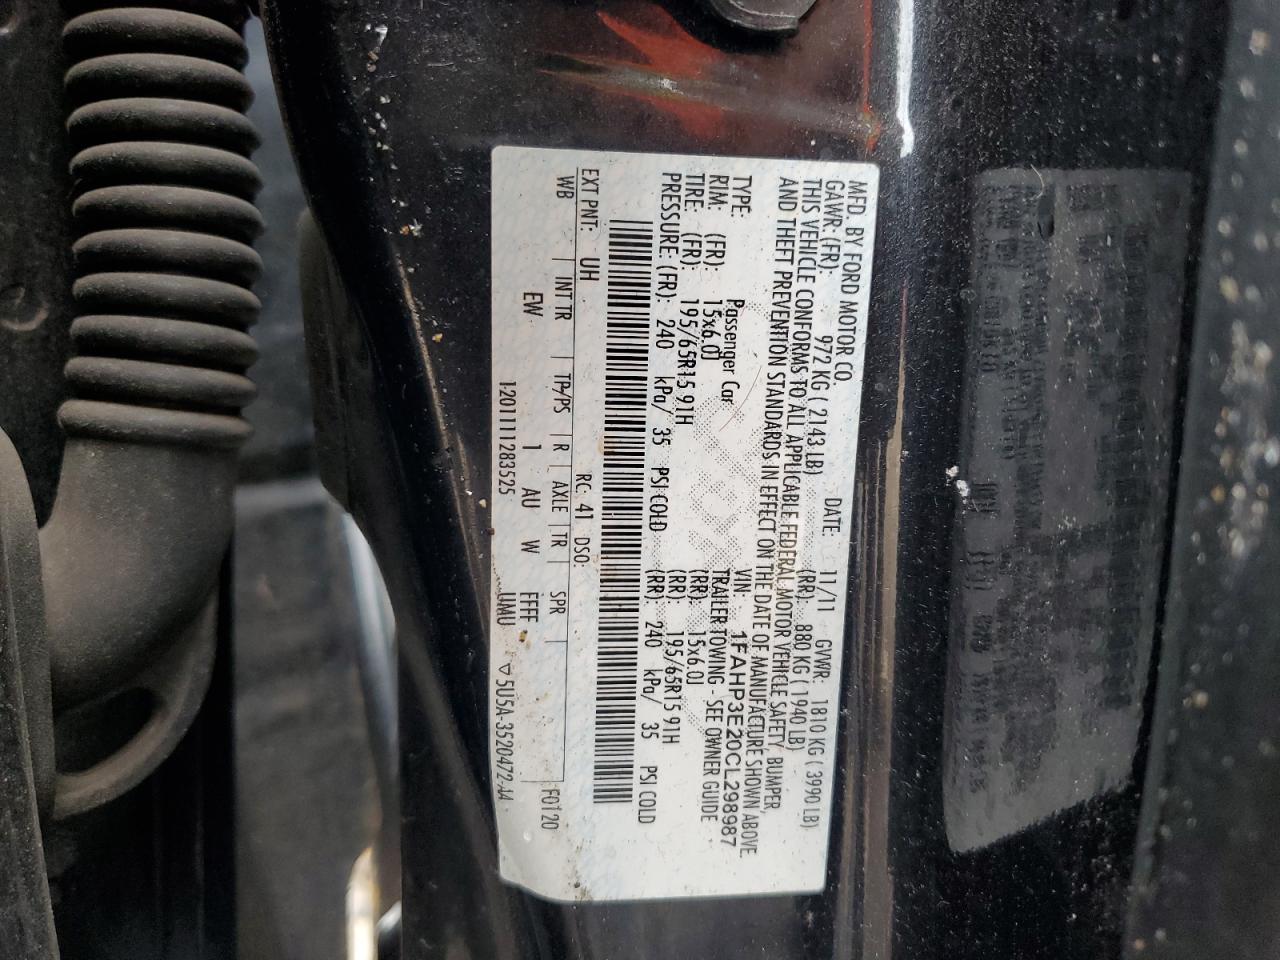 MFD. BY FORD MOTOR CO.
DATE: 11/11 GVWR: 1810 KG ( 3990 LB)
GAWR: (FR): 972 KG ( 2143 LB) (RR): 880 KG ( 1940 LB)
THIS VEHICLE CONFORMS TO ALL APPLICABLE FEDERAL MOTOR VEHICLE SAFETY, BUMPER,
AND THEFT PREVENTION STANDARDS IN EFFECT ON THE DATE OF MANUFACTURE SHOWN ABOVE.
VIN: 1FAHP3E20CL298987
TYPE: Passenger Car TRAILER TOWING - SEE OWNER GUIDE
RIM: (FR): 15x6.0J (RR): 15x6.0J
TIRE: (FR): 195/65R15 91H (RR): 195/65R15 91H
PRESSURE: (FR): 240 kPa/ 35 PSI COLD (RR): 240 kPa/ 35 PSI COLD
EXT PNT: UH RC: 41 DSO:
WB INT TR TP/PS R AXLE TR SPR F0120
EW 1 AU W FFFF
120111283525 UMU 5U5A-3520472-AA